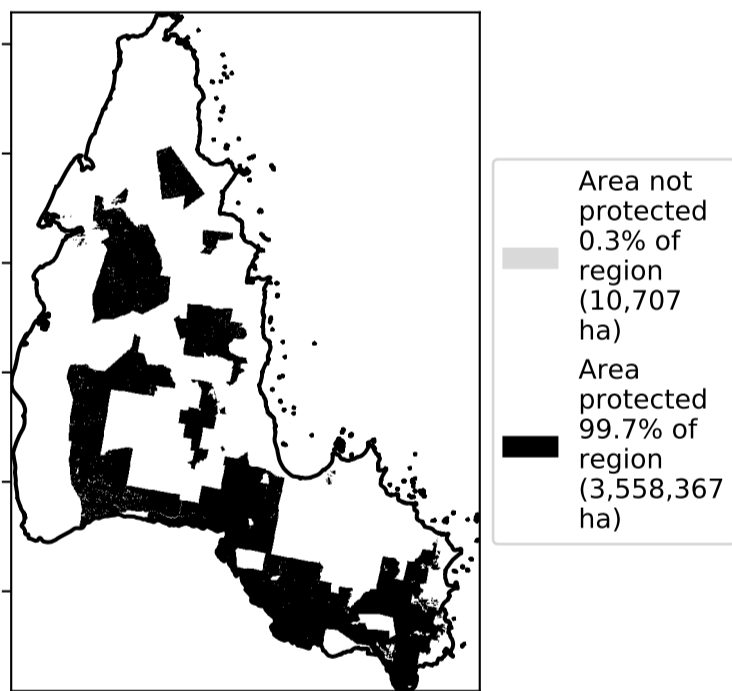 Area not
protected
0.3% of
region
(10,707
ha)
Area
protected
99.7% of
region
(3,558,367
ha)